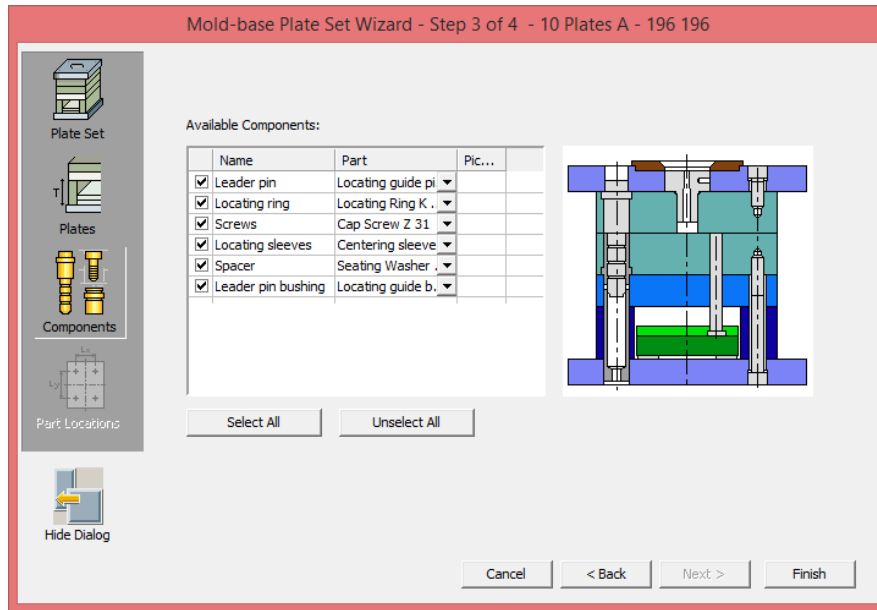 Mold-base Plate Set Wizard - Step 3 of 4 - 10 Plates A - 196 196
Plate Set
T
Plates
Components
Lx
Ly
Part Locations
Hide Dialog
Available Components:
Name Part Pic...
Leader pin Locating guide pi
Locating ring Locating Ring K .
Screws Cap Screw Z 31
Locating sleeves Centering sleeve
Spacer Seating Washer .
Leader pin bushing Locating guide b.
Select All Unselect All
Cancel < Back Next > Finish